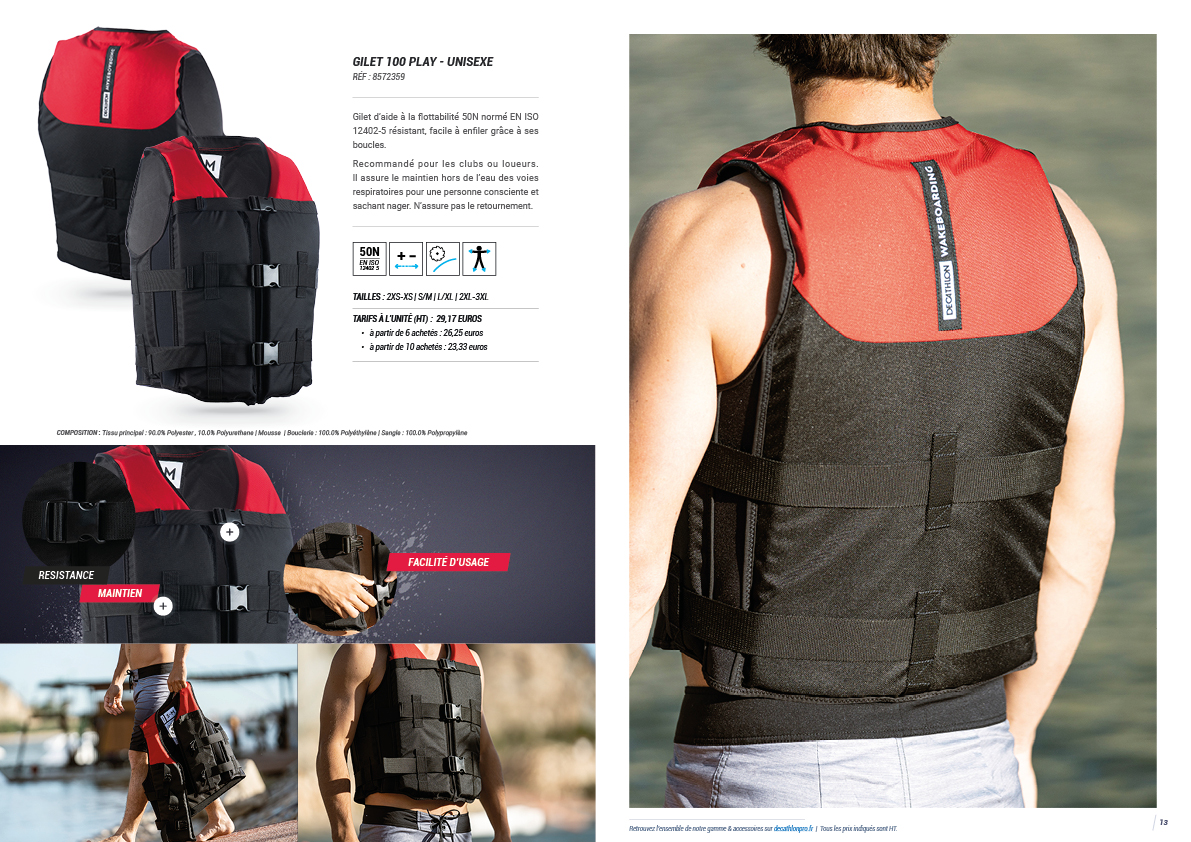 GILET 100 PLAY - UNISEXE
RÉF : 8572359
Gilet d'aide à la flottabilité 50N normé EN ISO
12402-5 résistant, facile à enfiler grâce à ses
boucles.
Recommandé pour les clubs ou loueurs.
Il assure le maintien hors de l'eau des voies
respiratoires pour une personne consciente et
sachant nager. N'assure pas le retournement.
50N
EN ISO
12402 5
+ -
TAILLES : 2XS-XS | S/M | L/XL | 2XL-3XL
TARIFS À L'UNITÉ (HT) : 29,17 EUROS
• à partir de 6 achetés : 26,25 euros
• à partir de 10 achetés : 23,33 euros
COMPOSITION : Tissu principal : 90.0% Polyester , 10.0% Polyurethane | Mousse | Bouclerie : 100.0% Polyéthylène | Sangle : 100.0% Polypropylène
M
M
RESISTANCE
MAINTIEN
+
+
FACILITÉ D'USAGE
DECATHLON WAKEBOARDING
DECATHLON WAKEBOARDING
Retrouvez l'ensemble de notre gamme & accessoires sur decathlonpro.fr | Tous les prix indiqués sont HT.
13